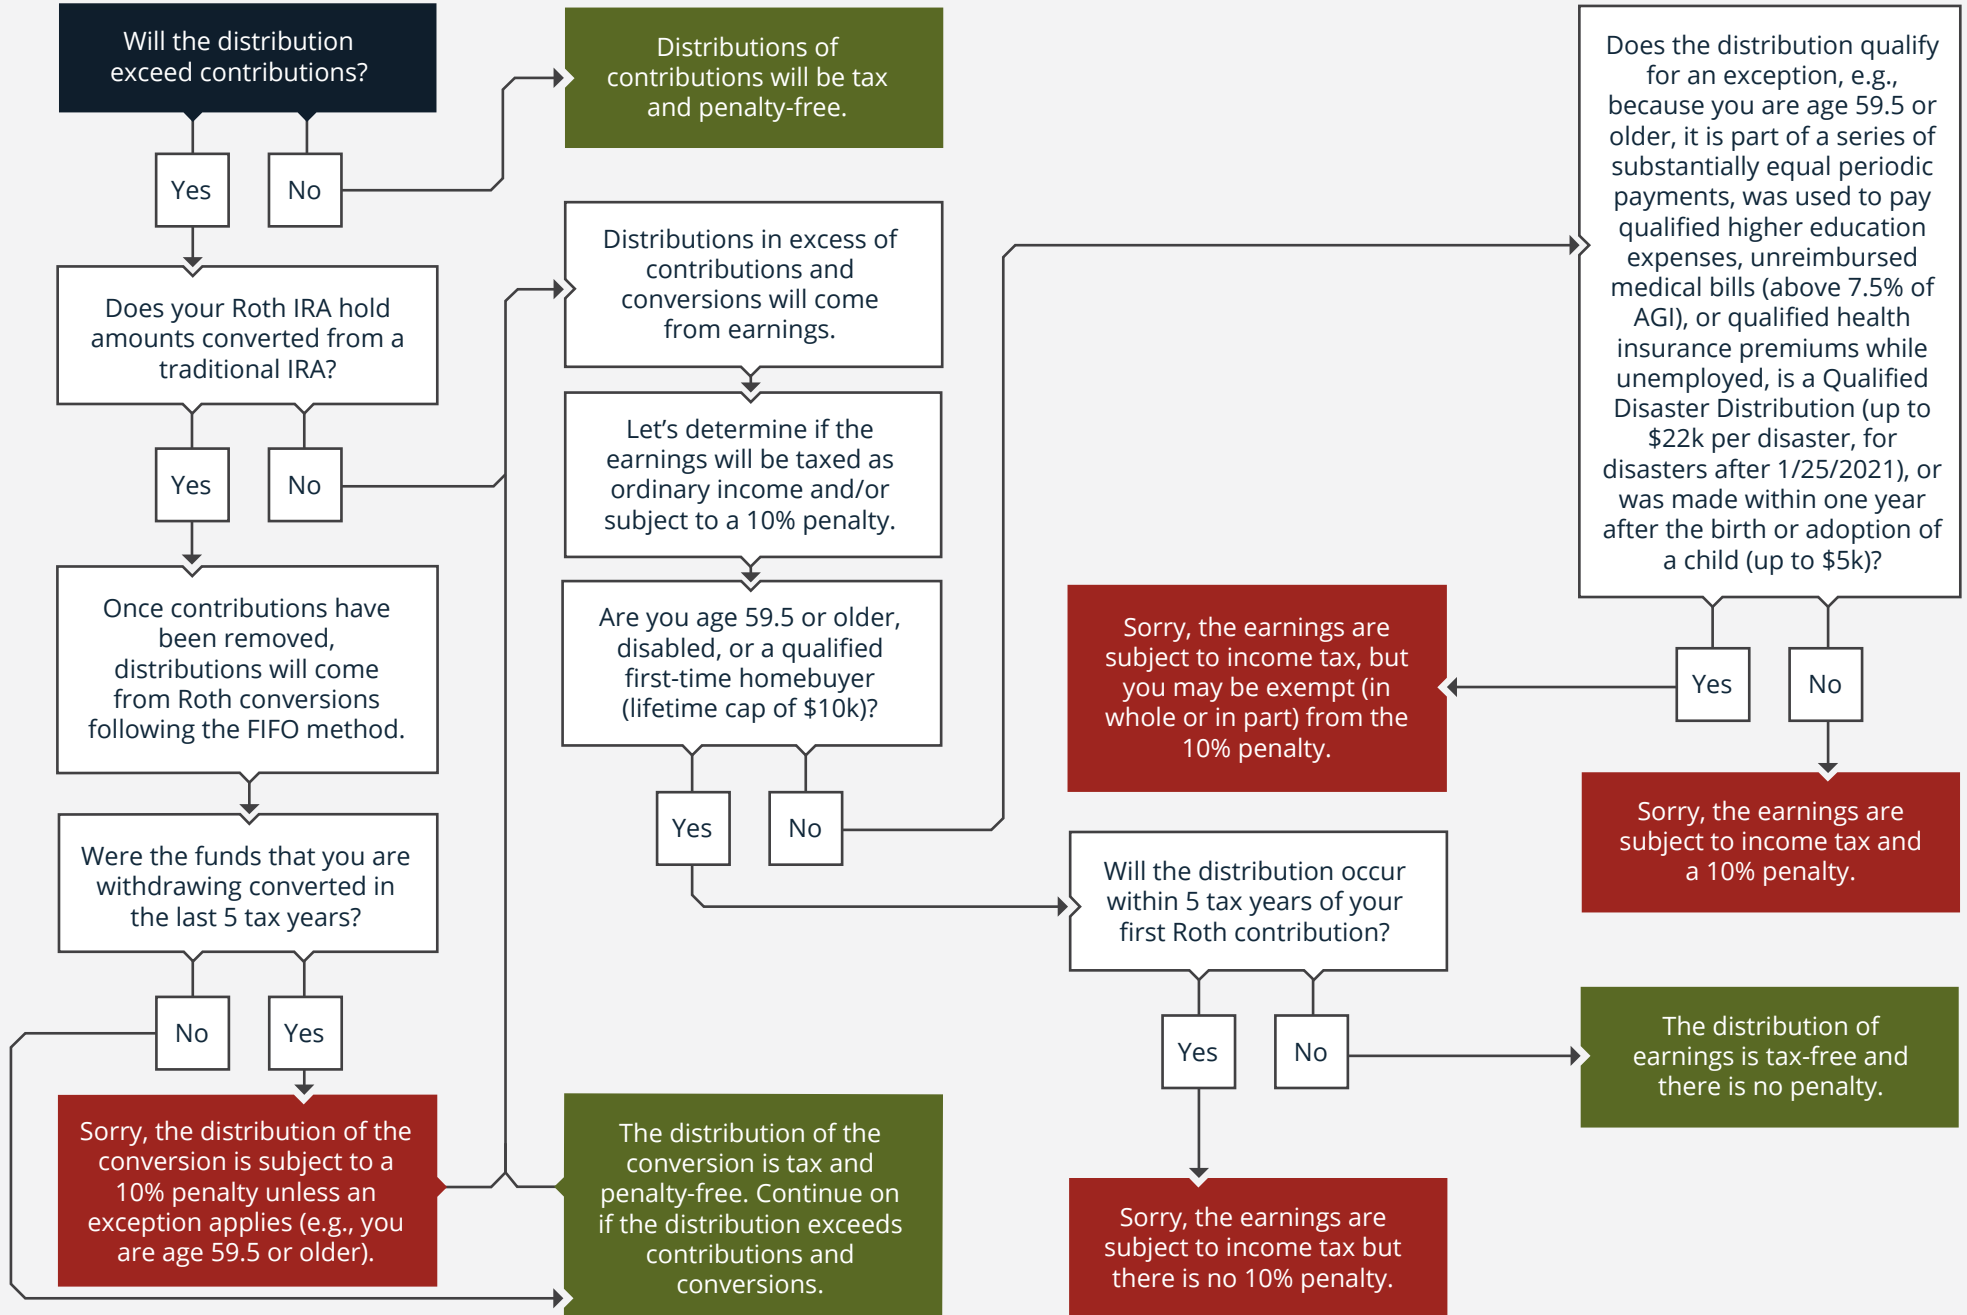 Will the distribution
exceed contributions?
Yes
No
Distributions of
contributions will be tax
and penalty-free.
Does your Roth IRA hold
amounts converted from a
traditional IRA?
Yes
No
Once contributions have
been removed,
distributions will come
from Roth conversions
following the FIFO method.
Were the funds that you are
withdrawing converted in
the last 5 tax years?
No
Yes
Sorry, the distribution of the
conversion is subject to a
10% penalty unless an
exception applies (e.g., you
are age 59.5 or older).
The distribution of the
conversion is tax and
penalty-free. Continue on
if the distribution exceeds
contributions and
conversions.
Distributions in excess of
contributions and
conversions will come
from earnings.
Let’s determine if the
earnings will be taxed as
ordinary income and/or
subject to a 10% penalty.
Are you age 59.5 or older,
disabled, or a qualified
first-time homebuyer
(lifetime cap of $10k)?
Yes
No
Will the distribution occur
within 5 tax years of your
first Roth contribution?
Yes
No
Sorry, the earnings are
subject to income tax but
there is no 10% penalty.
The distribution of
earnings is tax-free and
there is no penalty.
Does the distribution qualify
for an exception, e.g.,
because you are age 59.5 or
older, it is part of a series of
substantially equal periodic
payments, was used to pay
qualified higher education
expenses, unreimbursed
medical bills (above 7.5% of
AGI), or qualified health
insurance premiums while
unemployed, is a Qualified
Disaster Distribution (up to
$22k per disaster, for
disasters after 1/25/2021), or
was made within one year
after the birth or adoption of
a child (up to $5k)?
Yes
No
Sorry, the earnings are
subject to income tax, but
you may be exempt (in
whole or in part) from the
10% penalty.
Sorry, the earnings are
subject to income tax and
a 10% penalty.